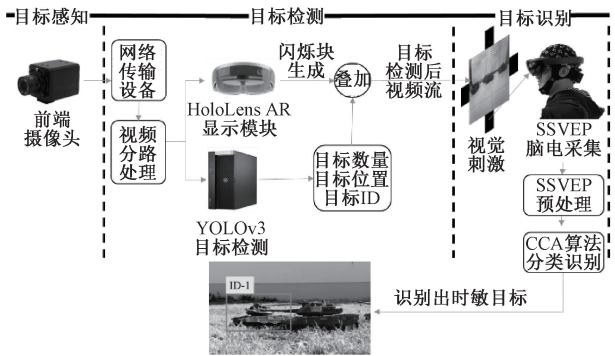 目标感知
目标检测
目标识别
前端
摄像头
网络
传输
设备
视频
分路
处理
HoloLens AR
显示模块
闪烁块
生成
叠加
目标
检测后
视频流
YOLOv3
目标检测
目标数量
目标位置
目标ID
视觉
刺激
SSVEP
脑电采集
SSVEP
预处理
CCA算法
分类识别
识别出时敏目标
ID-1